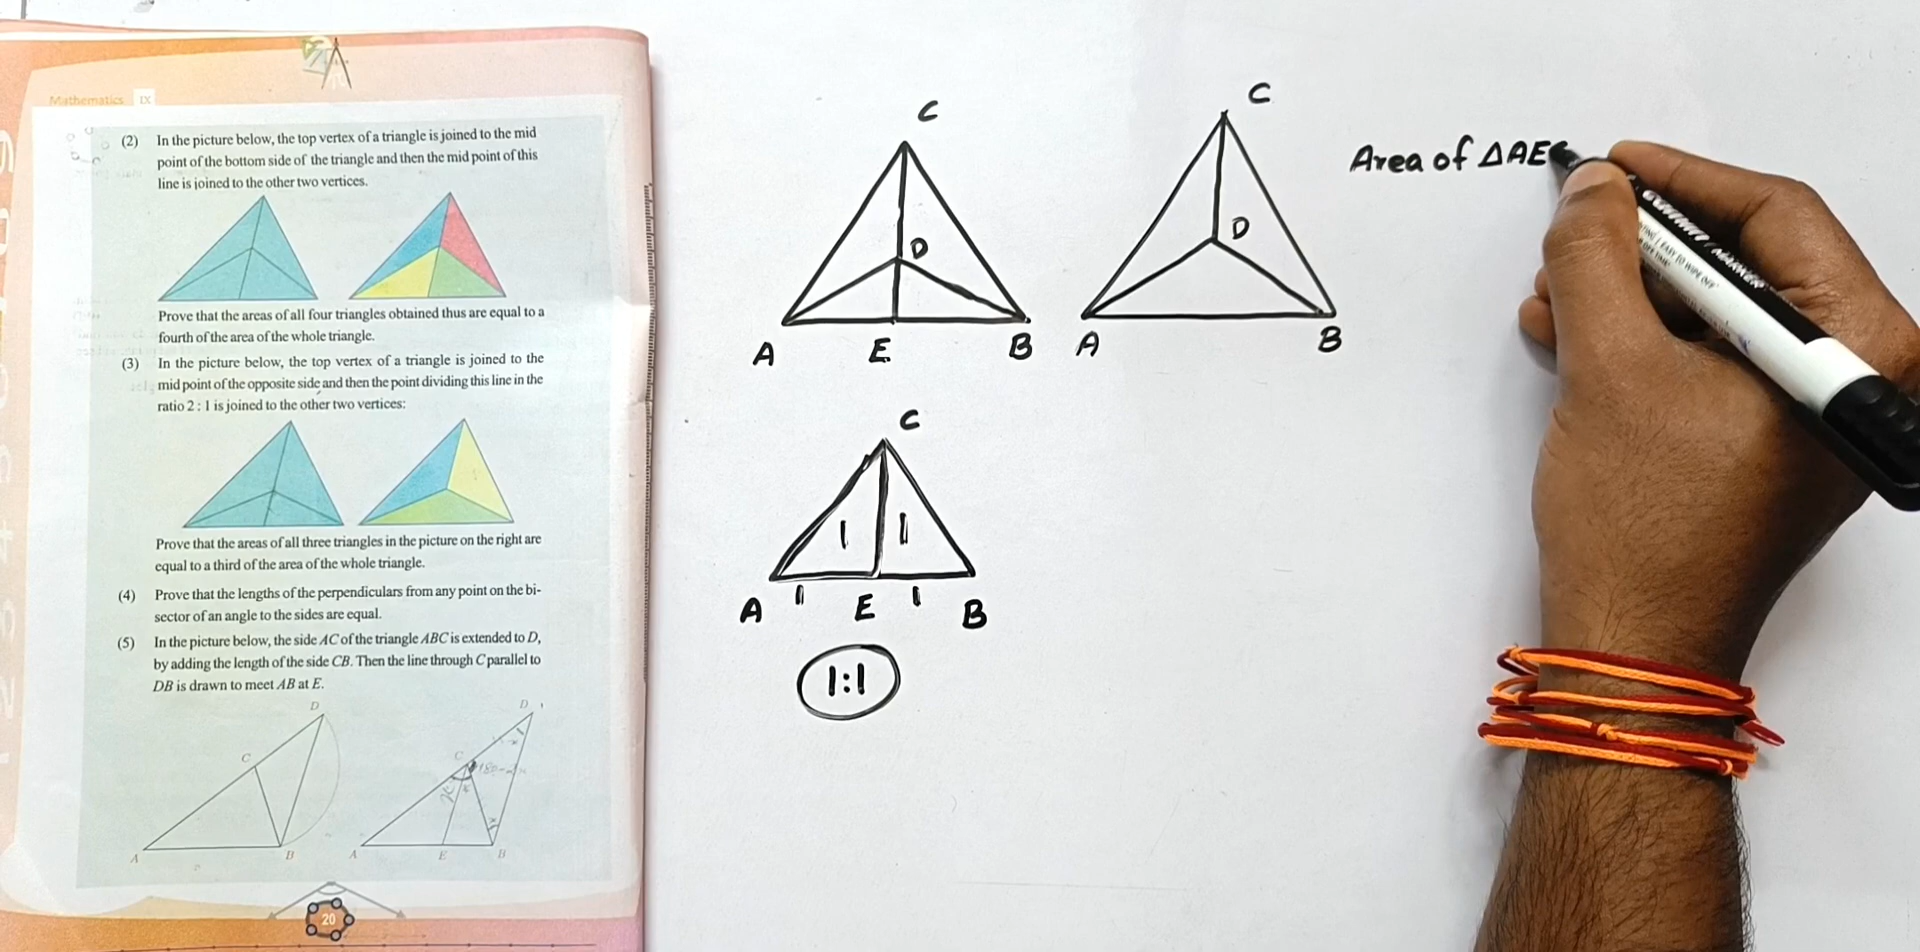 Mathematics IX
(2) In the picture below, the top vertex of a triangle is joined to the mid
point of the bottom side of the triangle and then the mid point of this
line is joined to the other two vertices.
Prove that the areas of all four triangles obtained thus are equal to a
fourth of the area of the whole triangle.
(3) In the picture below, the top vertex of a triangle is joined to the
mid point of the opposite side and then the point dividing this line in the
ratio 2 : 1 is joined to the other two vertices:
Prove that the areas of all three triangles in the picture on the right are
equal to a third of the area of the whole triangle.
(4) Prove that the lengths of the perpendiculars from any point on the bi-
sector of an angle to the sides are equal.
(5) In the picture below, the side AC of the triangle ABC is extended to D,
by adding the length of the side CB. Then the line through C parallel to
DB is drawn to meet AB at E.
D
C
A
B
D
C
A
E
B
20
C
D
A
E
B
C
D
A
B
C
1 1
A 1 E 1 B
1:1
Area of △AE